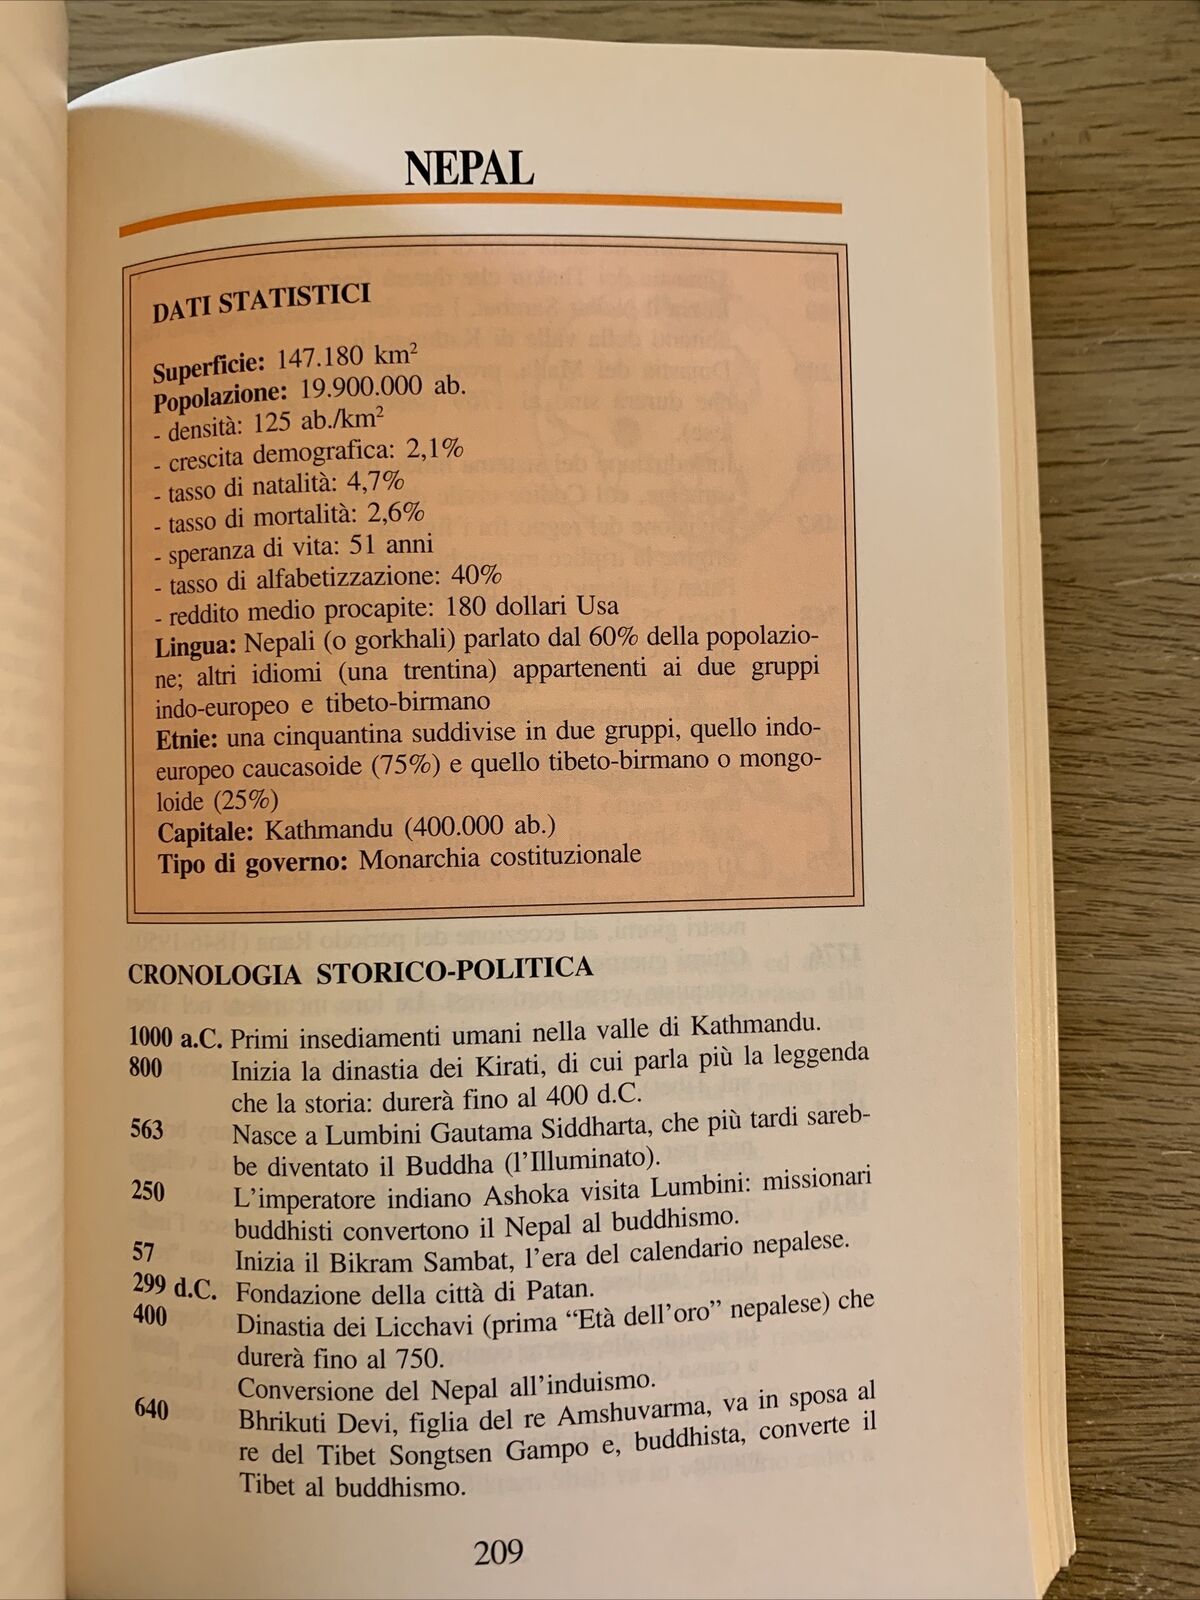 NEPAL
DATI STATISTICI
Superficie: 147.180 km²
Popolazione: 19.900.000 ab.
- densità: 125 ab./km²
- crescita demografica: 2,1%
- tasso di natalità: 4,7%
- tasso di mortalità: 2,6%
- speranza di vita: 51 anni
- tasso di alfabetizzazione: 40%
- reddito medio procapite: 180 dollari Usa
Lingua: Nepali (o gorkhali) parlato dal 60% della popolazio-
ne; altri idiomi (una trentina) appartenenti ai due gruppi
indo-europeo e tibeto-birmano
Etnie: una cinquantina suddivise in due gruppi, quello indo-
europeo caucasoide (75%) e quello tibeto-birmano o mongo-
loide (25%)
Capitale: Kathmandu (400.000 ab.)
Tipo di governo: Monarchia costituzionale
CRONOLOGIA STORICO-POLITICA
1000 a.C. Primi insediamenti umani nella valle di Kathmandu.
800 Inizia la dinastia dei Kirati, di cui parla più la leggenda
che la storia: durerà fino al 400 d.C.
563 Nasce a Lumbini Gautama Siddharta, che più tardi sareb-
be diventato il Buddha (l'Illuminato).
250 L'imperatore indiano Ashoka visita Lumbini: missionari
buddhisti convertono il Nepal al buddhismo.
57 Inizia il Bikram Sambat, l'era del calendario nepalese.
299 d.C. Fondazione della città di Patan.
400 Dinastia dei Licchavi (prima “Età dell'oro” nepalese) che
durerà fino al 750.
Conversione del Nepal all'induismo.
640 Bhrikuti Devi, figlia del re Amshuvarma, va in sposa al
re del Tibet Songtsen Gampo e, buddhista, converte il
Tibet al buddhismo.
209